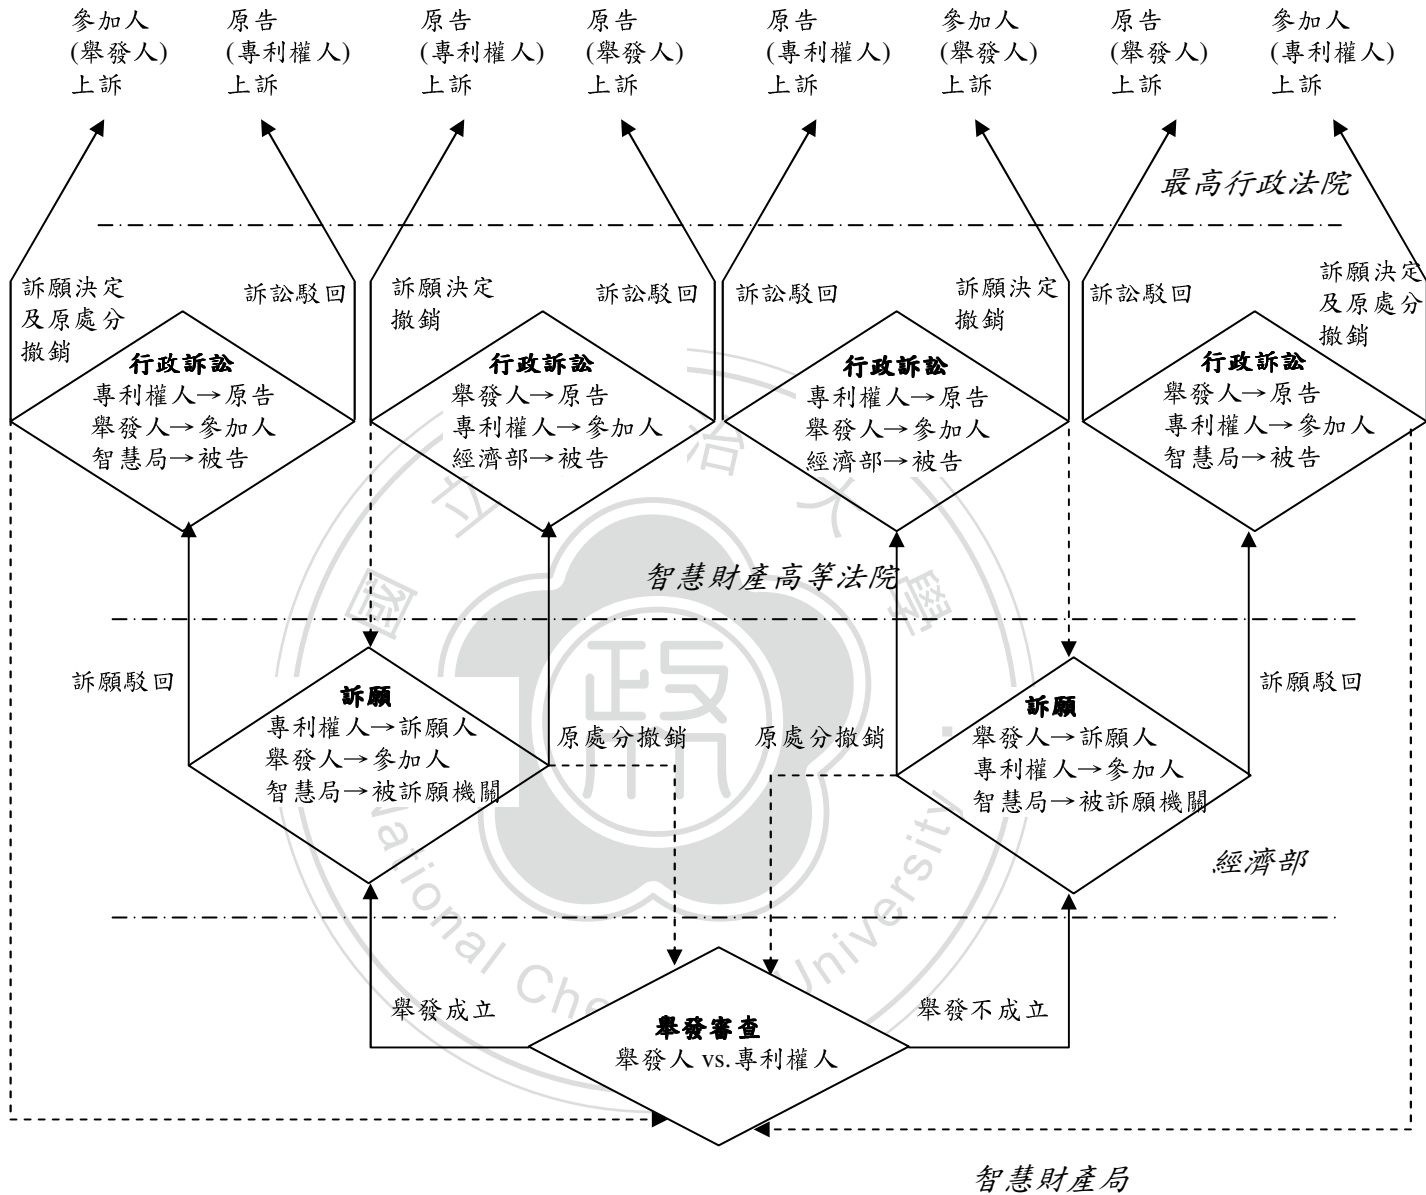 參加人
(舉發人)
上訴
原告
(專利權人)
上訴
原告
(專利權人)
上訴
原告
(舉發人)
上訴
原告
(專利權人)
上訴
參加人
(舉發人)
上訴
原告
(舉發人)
上訴
參加人
(專利權人)
上訴
最高行政法院
訴願決定
及原處分
撤銷
訴訟駁回
訴願決定
撤銷
訴訟駁回
訴訟駁回
訴願決定
撤銷
訴訟駁回
訴願決定
及原處分
撤銷
行政訴訟
專利權人→原告
舉發人→參加人
智慧局→被告
行政訴訟
舉發人→原告
專利權人→參加人
經濟部→被告
行政訴訟
專利權人→原告
舉發人→參加人
經濟部→被告
行政訴訟
舉發人→原告
專利權人→參加人
智慧局→被告
智慧財產高等法院
訴願駁回
訴願
專利權人→訴願人
舉發人→參加人
智慧局→被訴願機關
原處分撤銷
原處分撤銷
訴願
舉發人→訴願人
專利權人→參加人
智慧局→被訴願機關
訴願駁回
經濟部
舉發成立
舉發審查
舉發人 vs.專利權人
舉發不成立
智慧財產局
國立
治大學
政
National Che
University